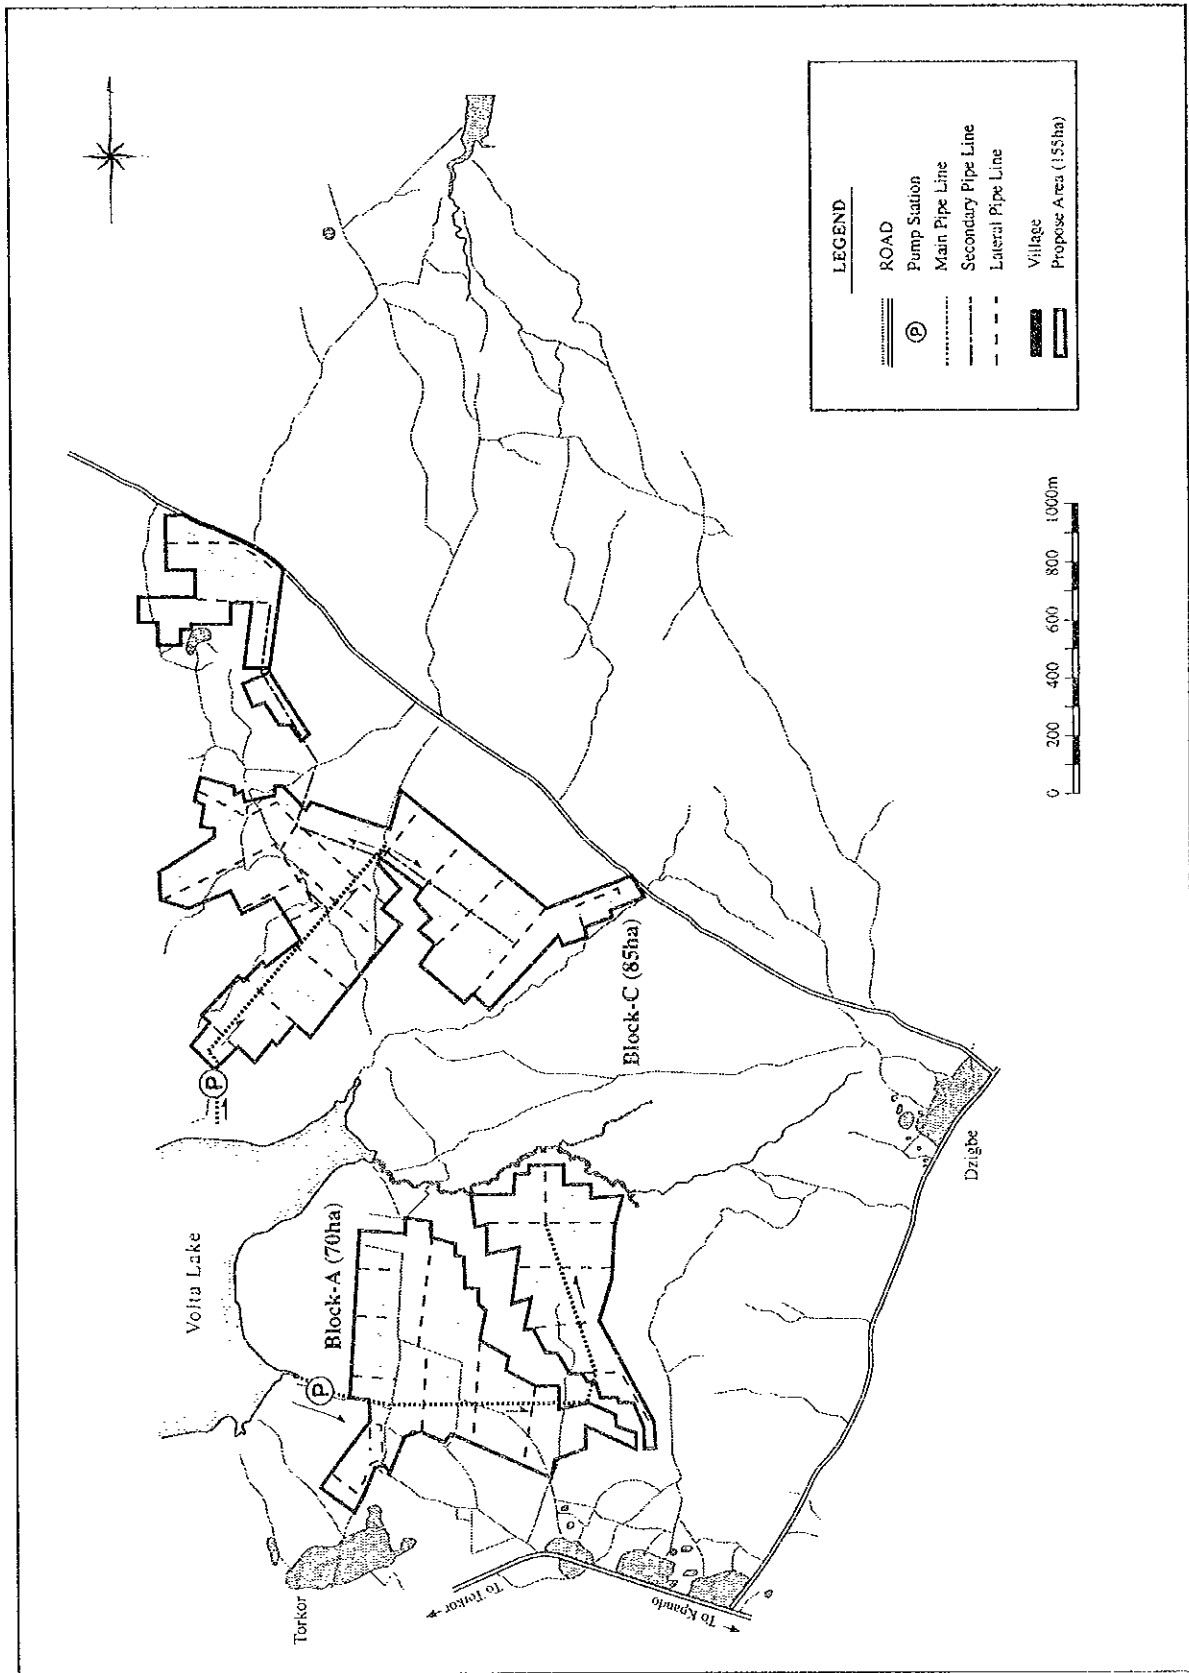 Volta Lake
Block-A (70ha)
Block-C (85ha)
P
P
Torkor
To Torkor
To Kpando
Dzigbe
0 200 400 600 800 1000m
LEGEND
ROAD
P Pump Station
Main Pipe Line
Secondary Pipe Line
Lateral Pipe Line
Village
Propose Area (155ha)